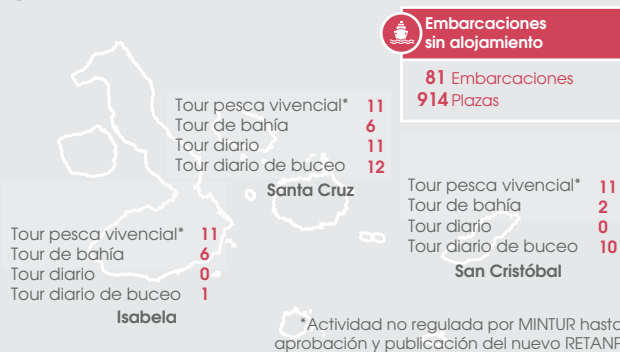 Embarcaciones
sin alojamiento
81 Embarcaciones
914 Plazas
Tour pesca vivencial* 11
Tour de bahía 6
Tour diario 11
Tour diario de buceo 12
Santa Cruz
Tour pesca vivencial* 11
Tour de bahía 2
Tour diario 0
Tour diario de buceo 10
San Cristóbal
Tour pesca vivencial* 11
Tour de bahía 6
Tour diario 0
Tour diario de buceo 1
Isabela
*Actividad no regulada por MINTUR hasta
aprobación y publicación del nuevo RETANP